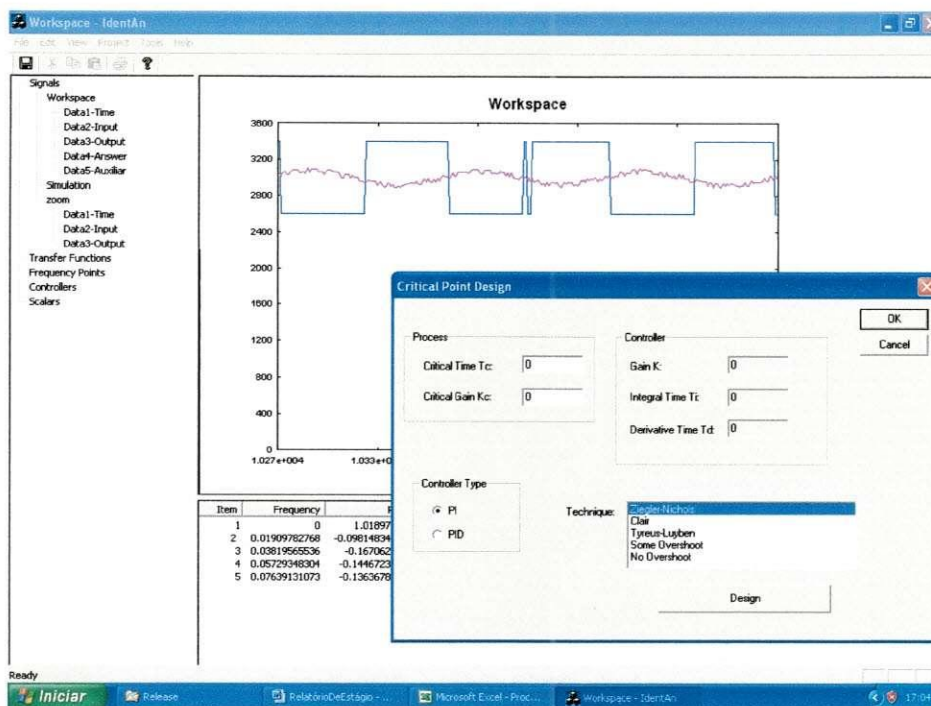 Workspace - IdentAn
File Edit View Project Tools Help
Signals
Workspace
Data1-Time
Data2-Input
Data3-Output
Data4-Answer
Data5-Auxiliar
Simulation
zoom
Data1-Time
Data2-Input
Data3-Output
Transfer Functions
Frequency Points
Controllers
Scalars
Workspace
3600
3200
2800
2400
2000
1600
1200
800
400
0
1.027e+004 1.033e+0
Critical Point Design
OK
Cancel
Process
Critical Time Tc: 0
Critical Gain Kc: 0
Controller
Gain K: 0
Integral Time Ti: 0
Derivative Time Td: 0
Controller Type
PI
PID
Technique:
Ziegler-Nichols
Clair
Tyreus-Luyben
Some Overshoot
No Overshoot
Design
Item Frequency
1 0 1.01897
2 0.01909782768 -0.09814834
3 0.03819565536 -0.167062
4 0.05729348304 -0.1446723
5 0.07639131073 -0.1363678
Ready
Iniciar Release RelatórioDeEstágio - ... Microsoft Excel - Proc... Workspace - IdentAn 17:04